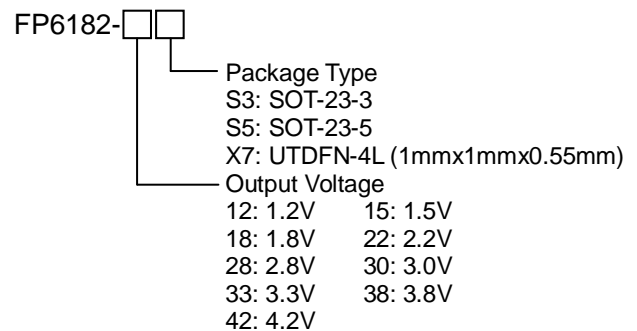 FP6182-
Package Type
S3: SOT-23-3
S5: SOT-23-5
X7: UTDFN-4L (1mmx1mmx0.55mm)
Output Voltage
12: 1.2V 15: 1.5V
18: 1.8V 22: 2.2V
28: 2.8V 30: 3.0V
33: 3.3V 38: 3.8V
42: 4.2V